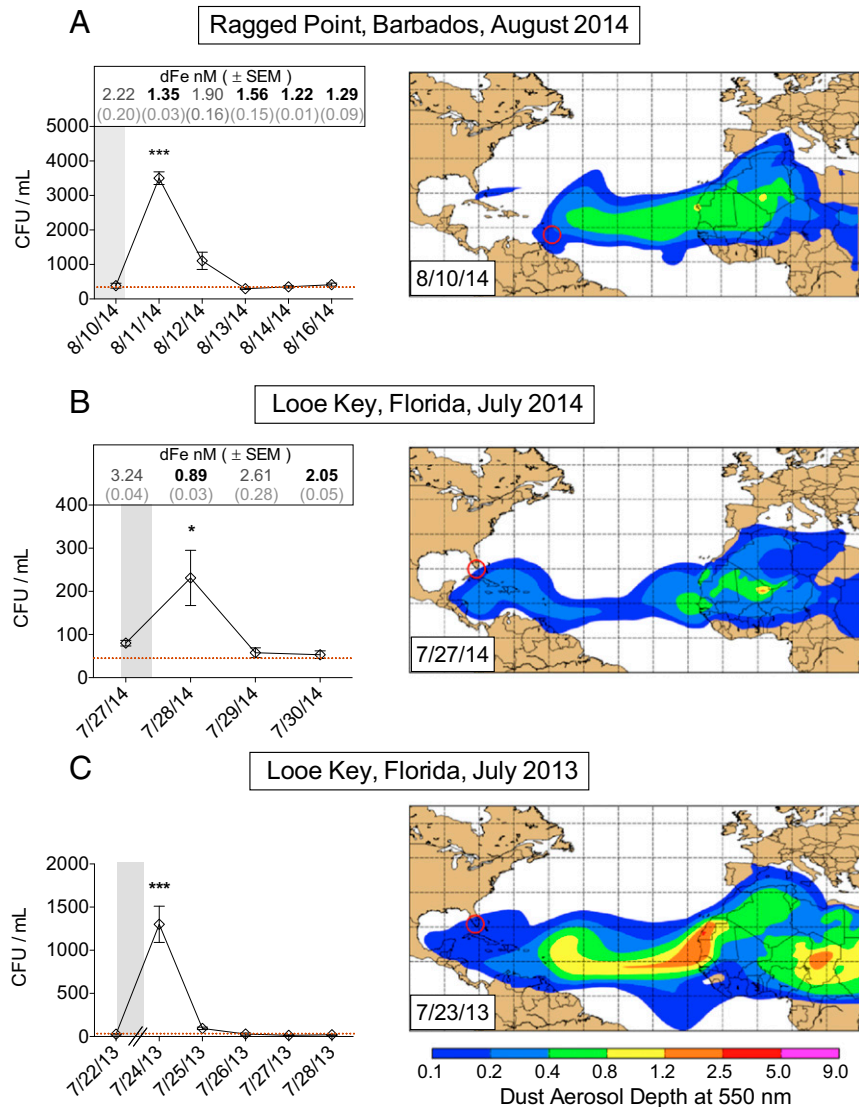 A
Ragged Point, Barbados, August 2014
dFe nM ( ± SEM )
2.22 1.35 1.90 1.56 1.22 1.29
(0.20) (0.03) (0.16) (0.15) (0.01) (0.09)
5000
4000
3000
2000
1000
0
CFU / mL
***
8/10/14 8/11/14 8/12/14 8/13/14 8/14/14 8/16/14
8/10/14
B
Looe Key, Florida, July 2014
dFe nM ( ± SEM )
3.24 0.89 2.61 2.05
(0.04) (0.03) (0.28) (0.05)
400
300
200
100
0
CFU / mL
*
7/27/14 7/28/14 7/29/14 7/30/14
7/27/14
C
Looe Key, Florida, July 2013
2000
1500
1000
500
0
CFU / mL
***
7/22/13 7/24/13 7/25/13 7/26/13 7/27/13 7/28/13
7/23/13
0.1 0.2 0.4 0.8 1.2 2.5 5.0 9.0
Dust Aerosol Depth at 550 nm